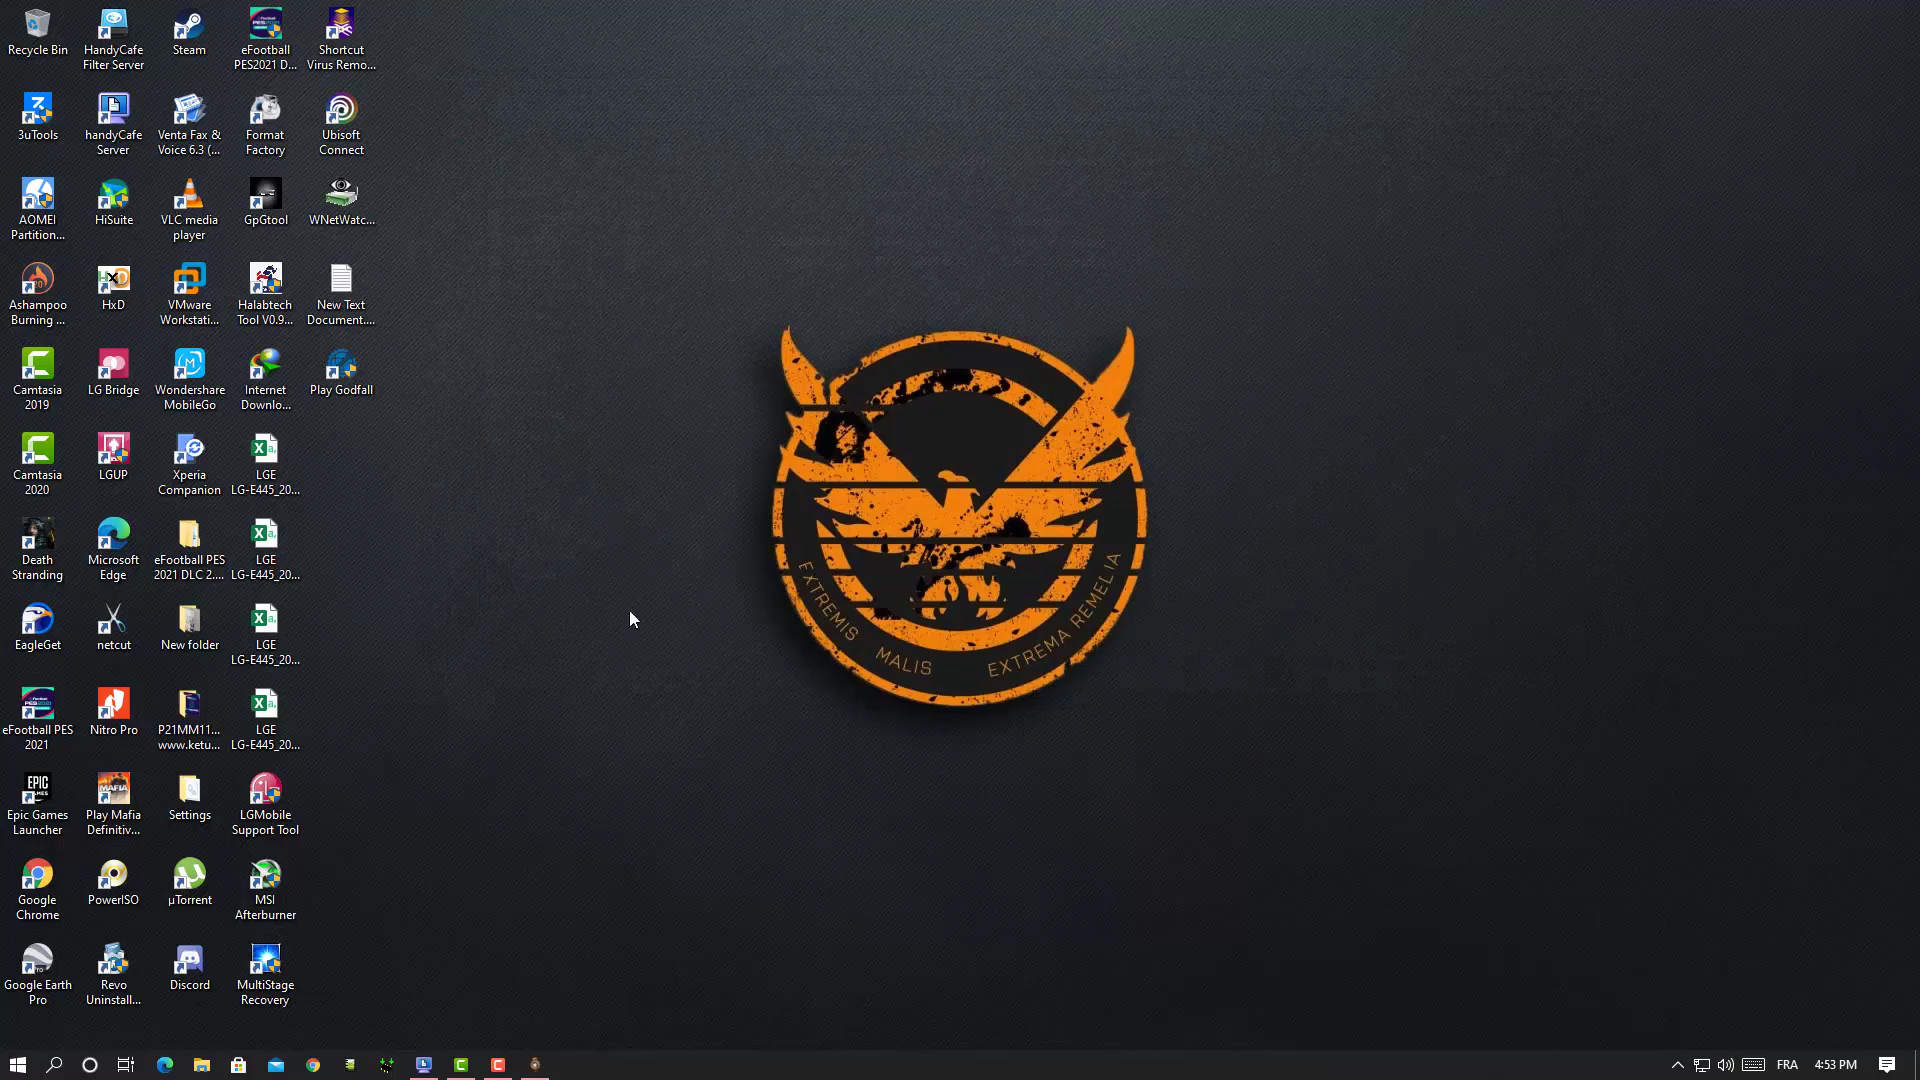 Recycle Bin
HandyCafe
Filter Server
Steam
eFootball
PES2021 D...
Shortcut
Virus Remo...
3uTools
handyCafe
Server
Venta Fax &
Voice 6.3 (...
Format
Factory
Ubisoft
Connect
AOMEI
Partition...
HiSuite
VLC media
player
GpGtool
WNetWatc...
Ashampoo
Burning ...
HxD
VMware
Workstati...
Halabtech
Tool V0.9...
New Text
Document....
Camtasia
2019
LG Bridge
Wondershare
MobileGo
Internet
Downlo...
Play Godfall
Camtasia
2020
LGUP
Xperia
Companion
LGE
LG-E445_20...
Death
Stranding
Microsoft
Edge
eFootball PES
2021 DLC 2....
LGE
LG-E445_20...
EagleGet
netcut
New folder
LGE
LG-E445_20...
eFootball PES
2021
Nitro Pro
P21MM11...
www.ketu...
LGE
LG-E445_20...
Epic Games
Launcher
Play Mafia
Definitiv...
Settings
LGMobile
Support Tool
Google
Chrome
PowerISO
µTorrent
MSI
Afterburner
Google Earth
Pro
Revo
Uninstall...
Discord
MultiStage
Recovery
EXTREMIS MALIS EXTREMA REMELIA
FRA
4:53 PM